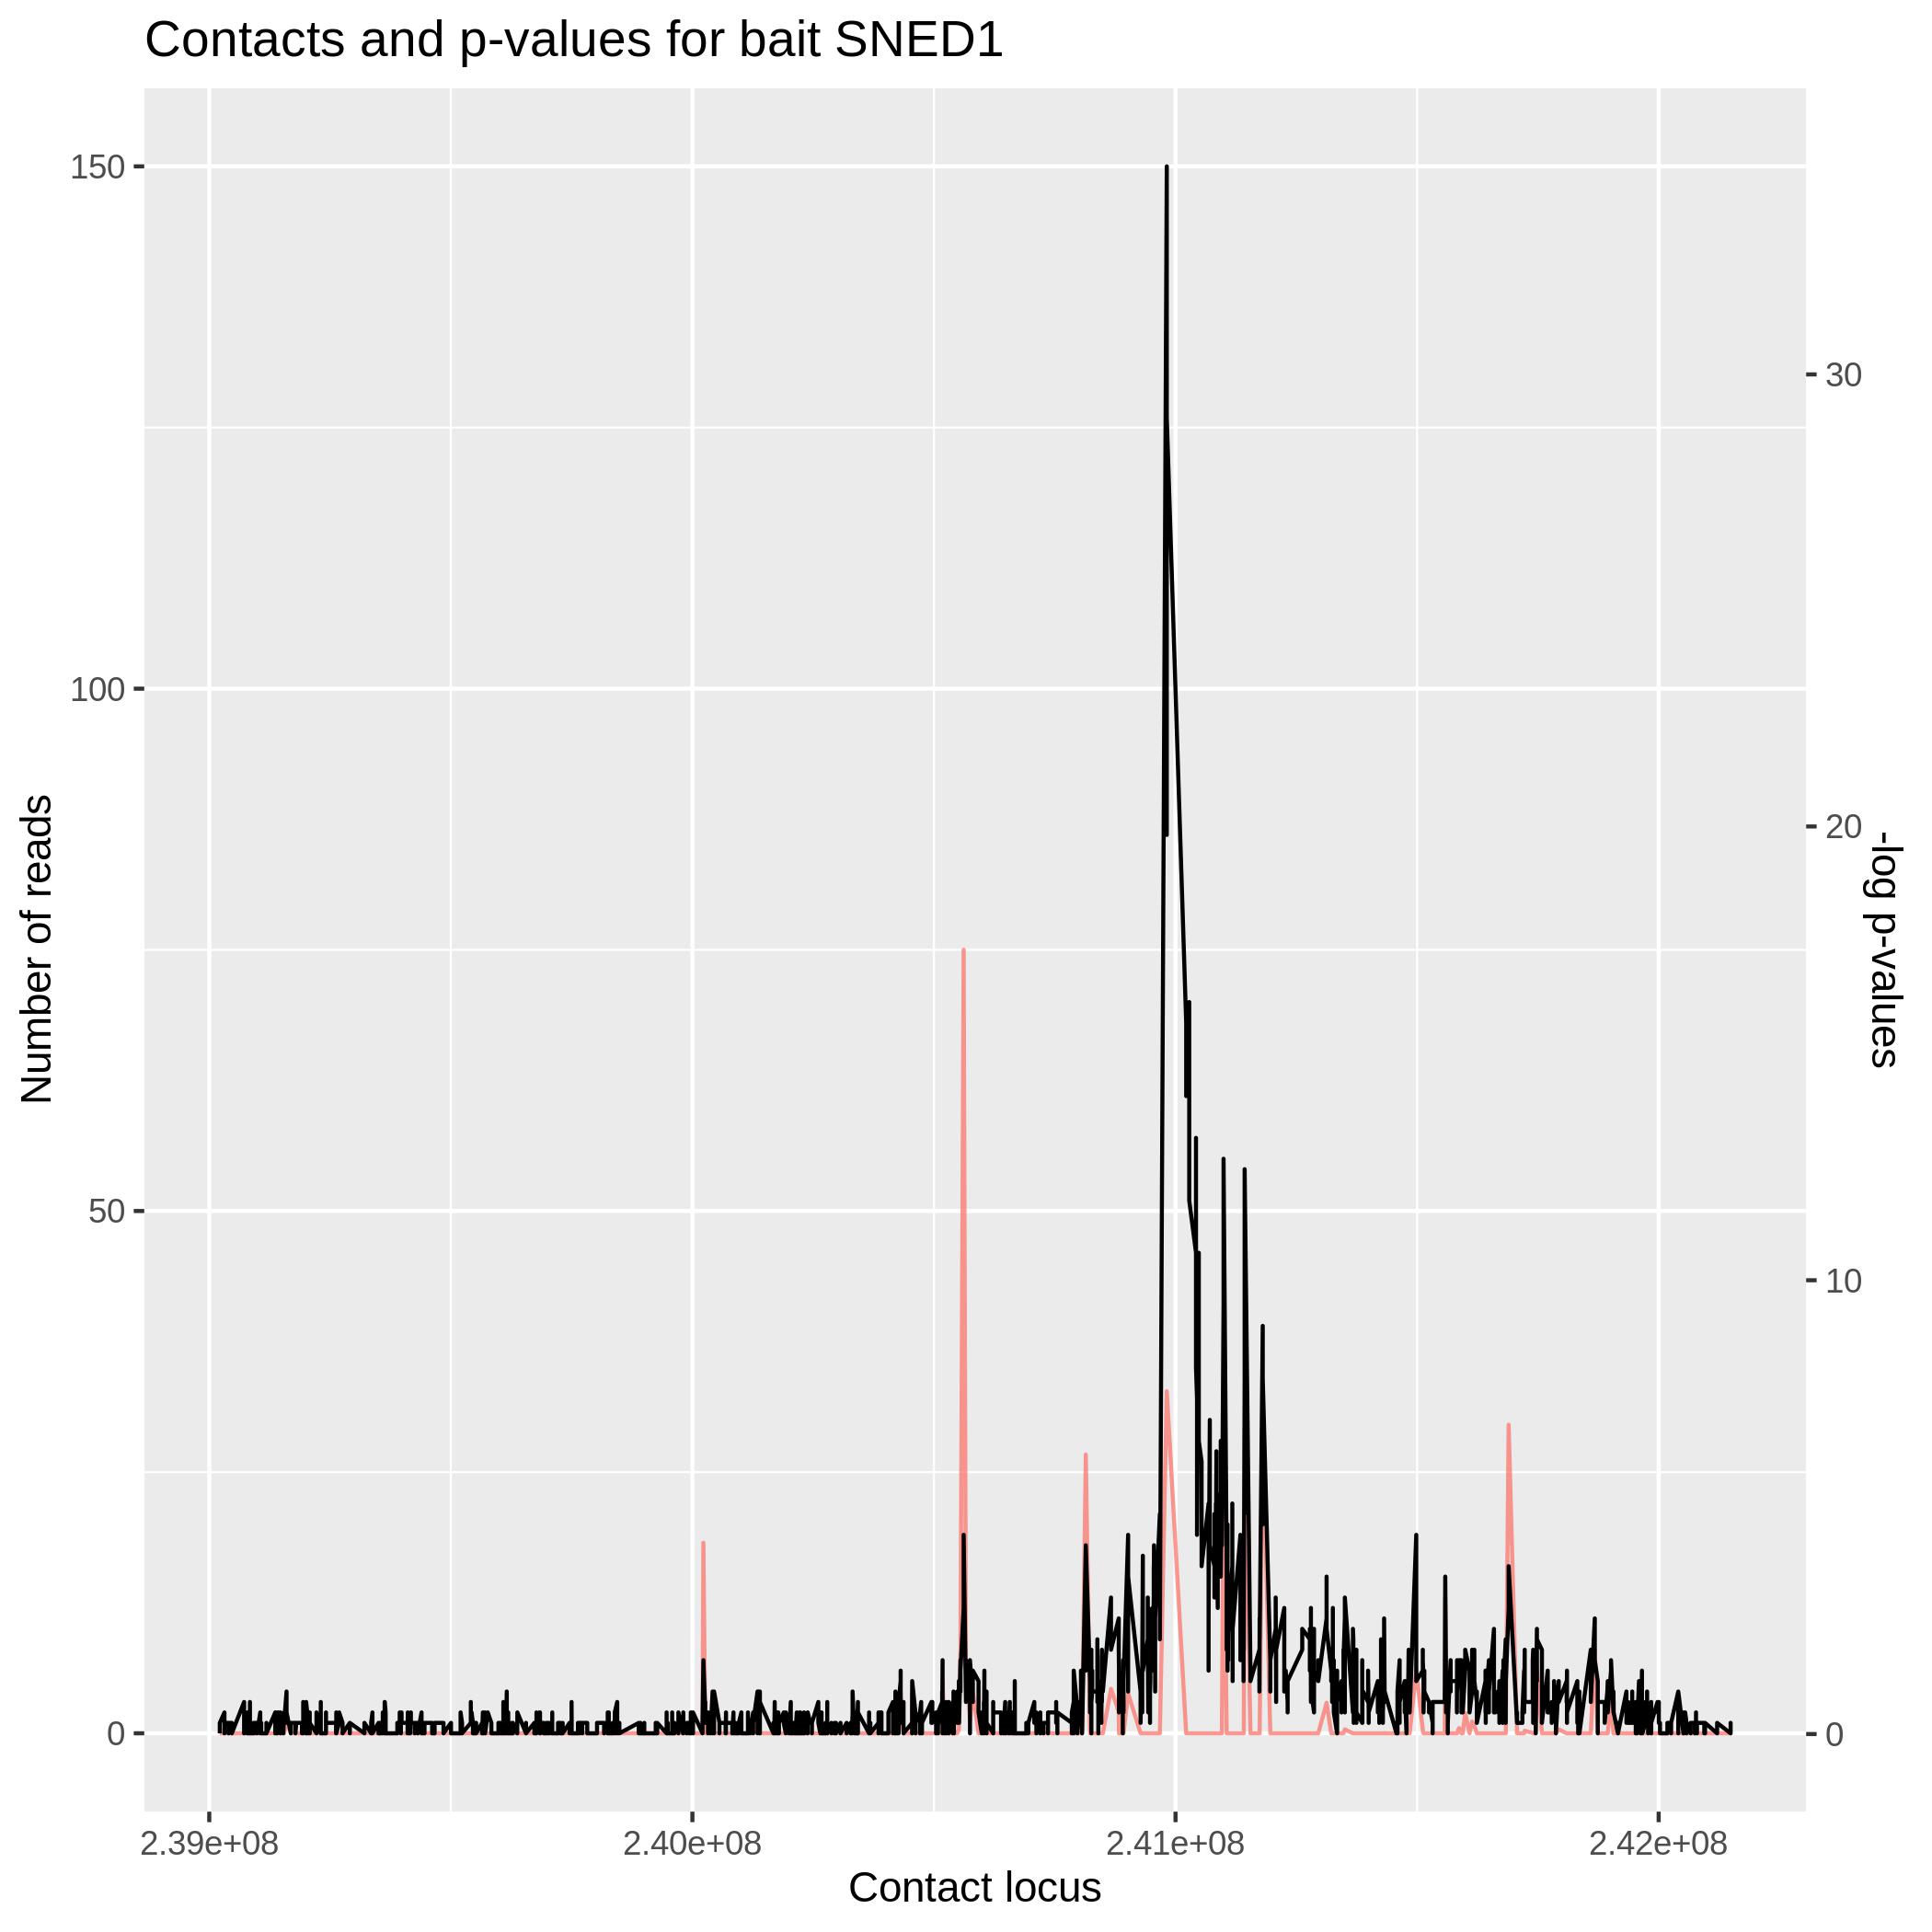 Contacts and p-values for bait SNED1
150
100
50
0
Number of reads
30
20
10
0
-log p-values
2.39e+08
2.40e+08
2.41e+08
2.42e+08
Contact locus